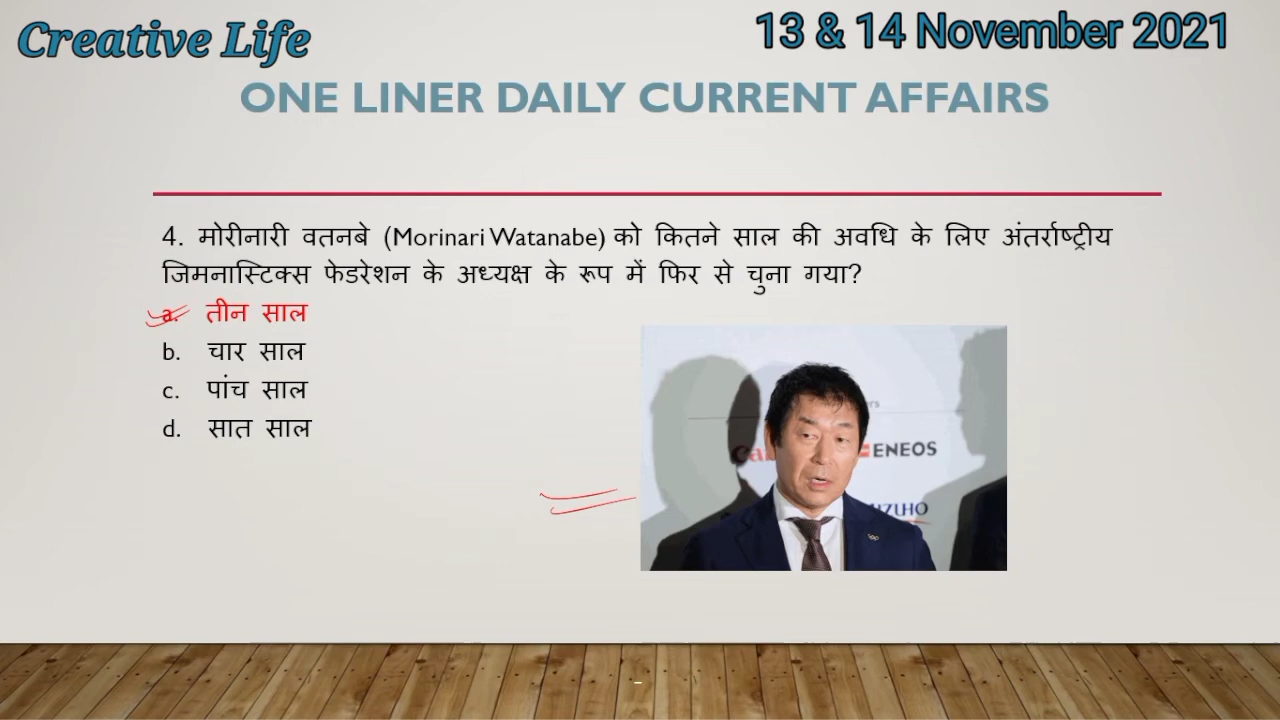 Creative Life
13 & 14 November 2021
ONE LINER DAILY CURRENT AFFAIRS
4. मोरीनारी वतनबे (Morinari Watanabe) को कितने साल की अवधि के लिए अंतर्राष्ट्रीय
जिमनास्टिक्स फेडरेशन के अध्यक्ष के रूप में फिर से चुना गया?
a. तीन साल
b. चार साल
c. पांच साल
d. सात साल
ENEOS